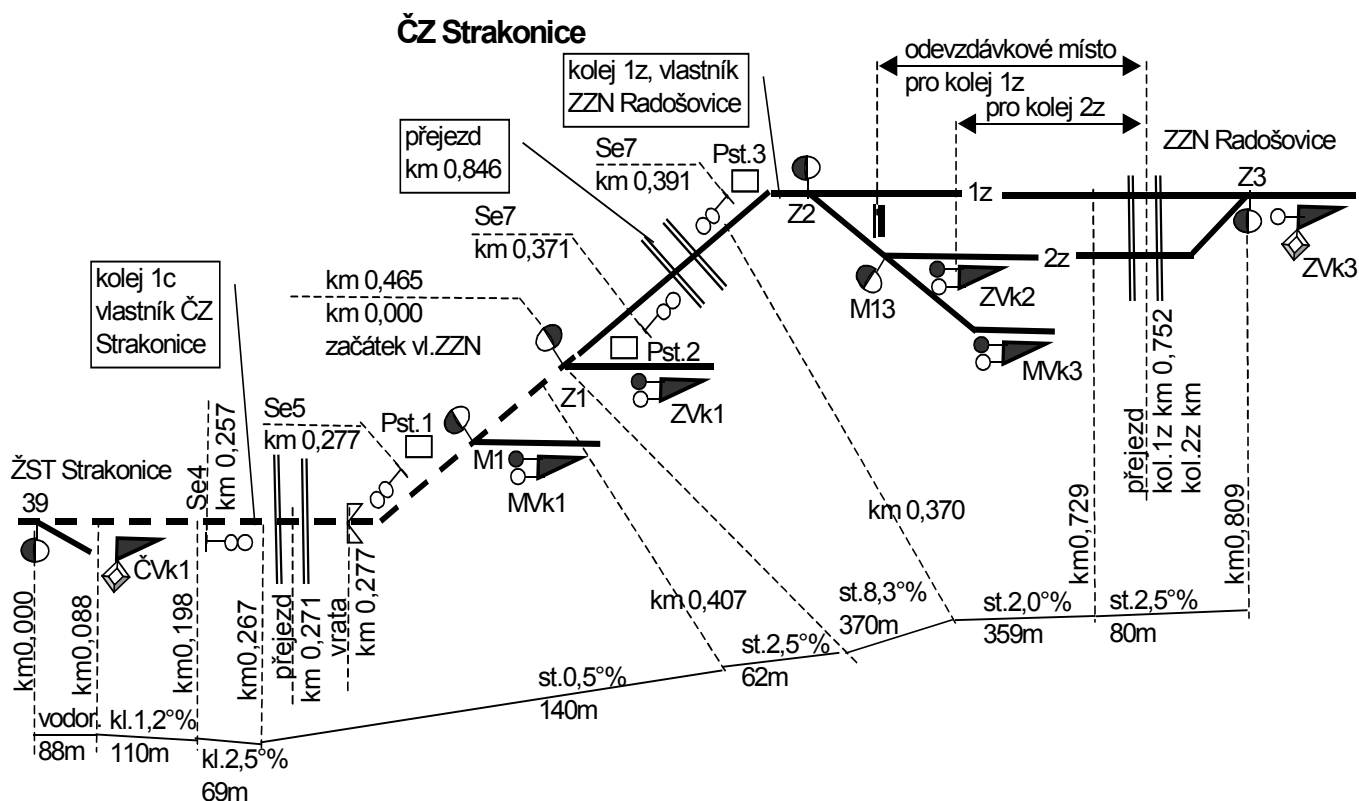 ČZ Strakonice
odevzdávkové místo
pro kolej 1z
pro kolej 2z
kolej 1z, vlastník
ZZN Radošovice
přejezd
km 0,846
Se7
km 0,391
Pst.3
ZZN Radošovice
Z3
Z2
1z
Se7
km 0,371
2z
ZVk3
ZVk2
M13
MVk3
kolej 1c
vlastník ČZ
Strakonice
km 0,465
km 0,000
začátek vl.ZZN
Pst.2
Z1
ZVk1
Se5
km 0,277
Pst.1
M1
MVk1
ŽST Strakonice
39
Se4
km 0,257
ČVk1
přejezd
kol.1z km 0,752
kol.2z km
km 0,370
km0,729
km0,809
km0,000
km0,088
km0,198
km0,267
přejezd
km 0,271
vrata
km 0,277
km 0,407
st.8,3°%
370m
st.2,0°%
359m
st.2,5°%
80m
st.2,5°%
62m
st.0,5°%
140m
vodor.
88m
kl.1,2°%
110m
kl.2,5°%
69m